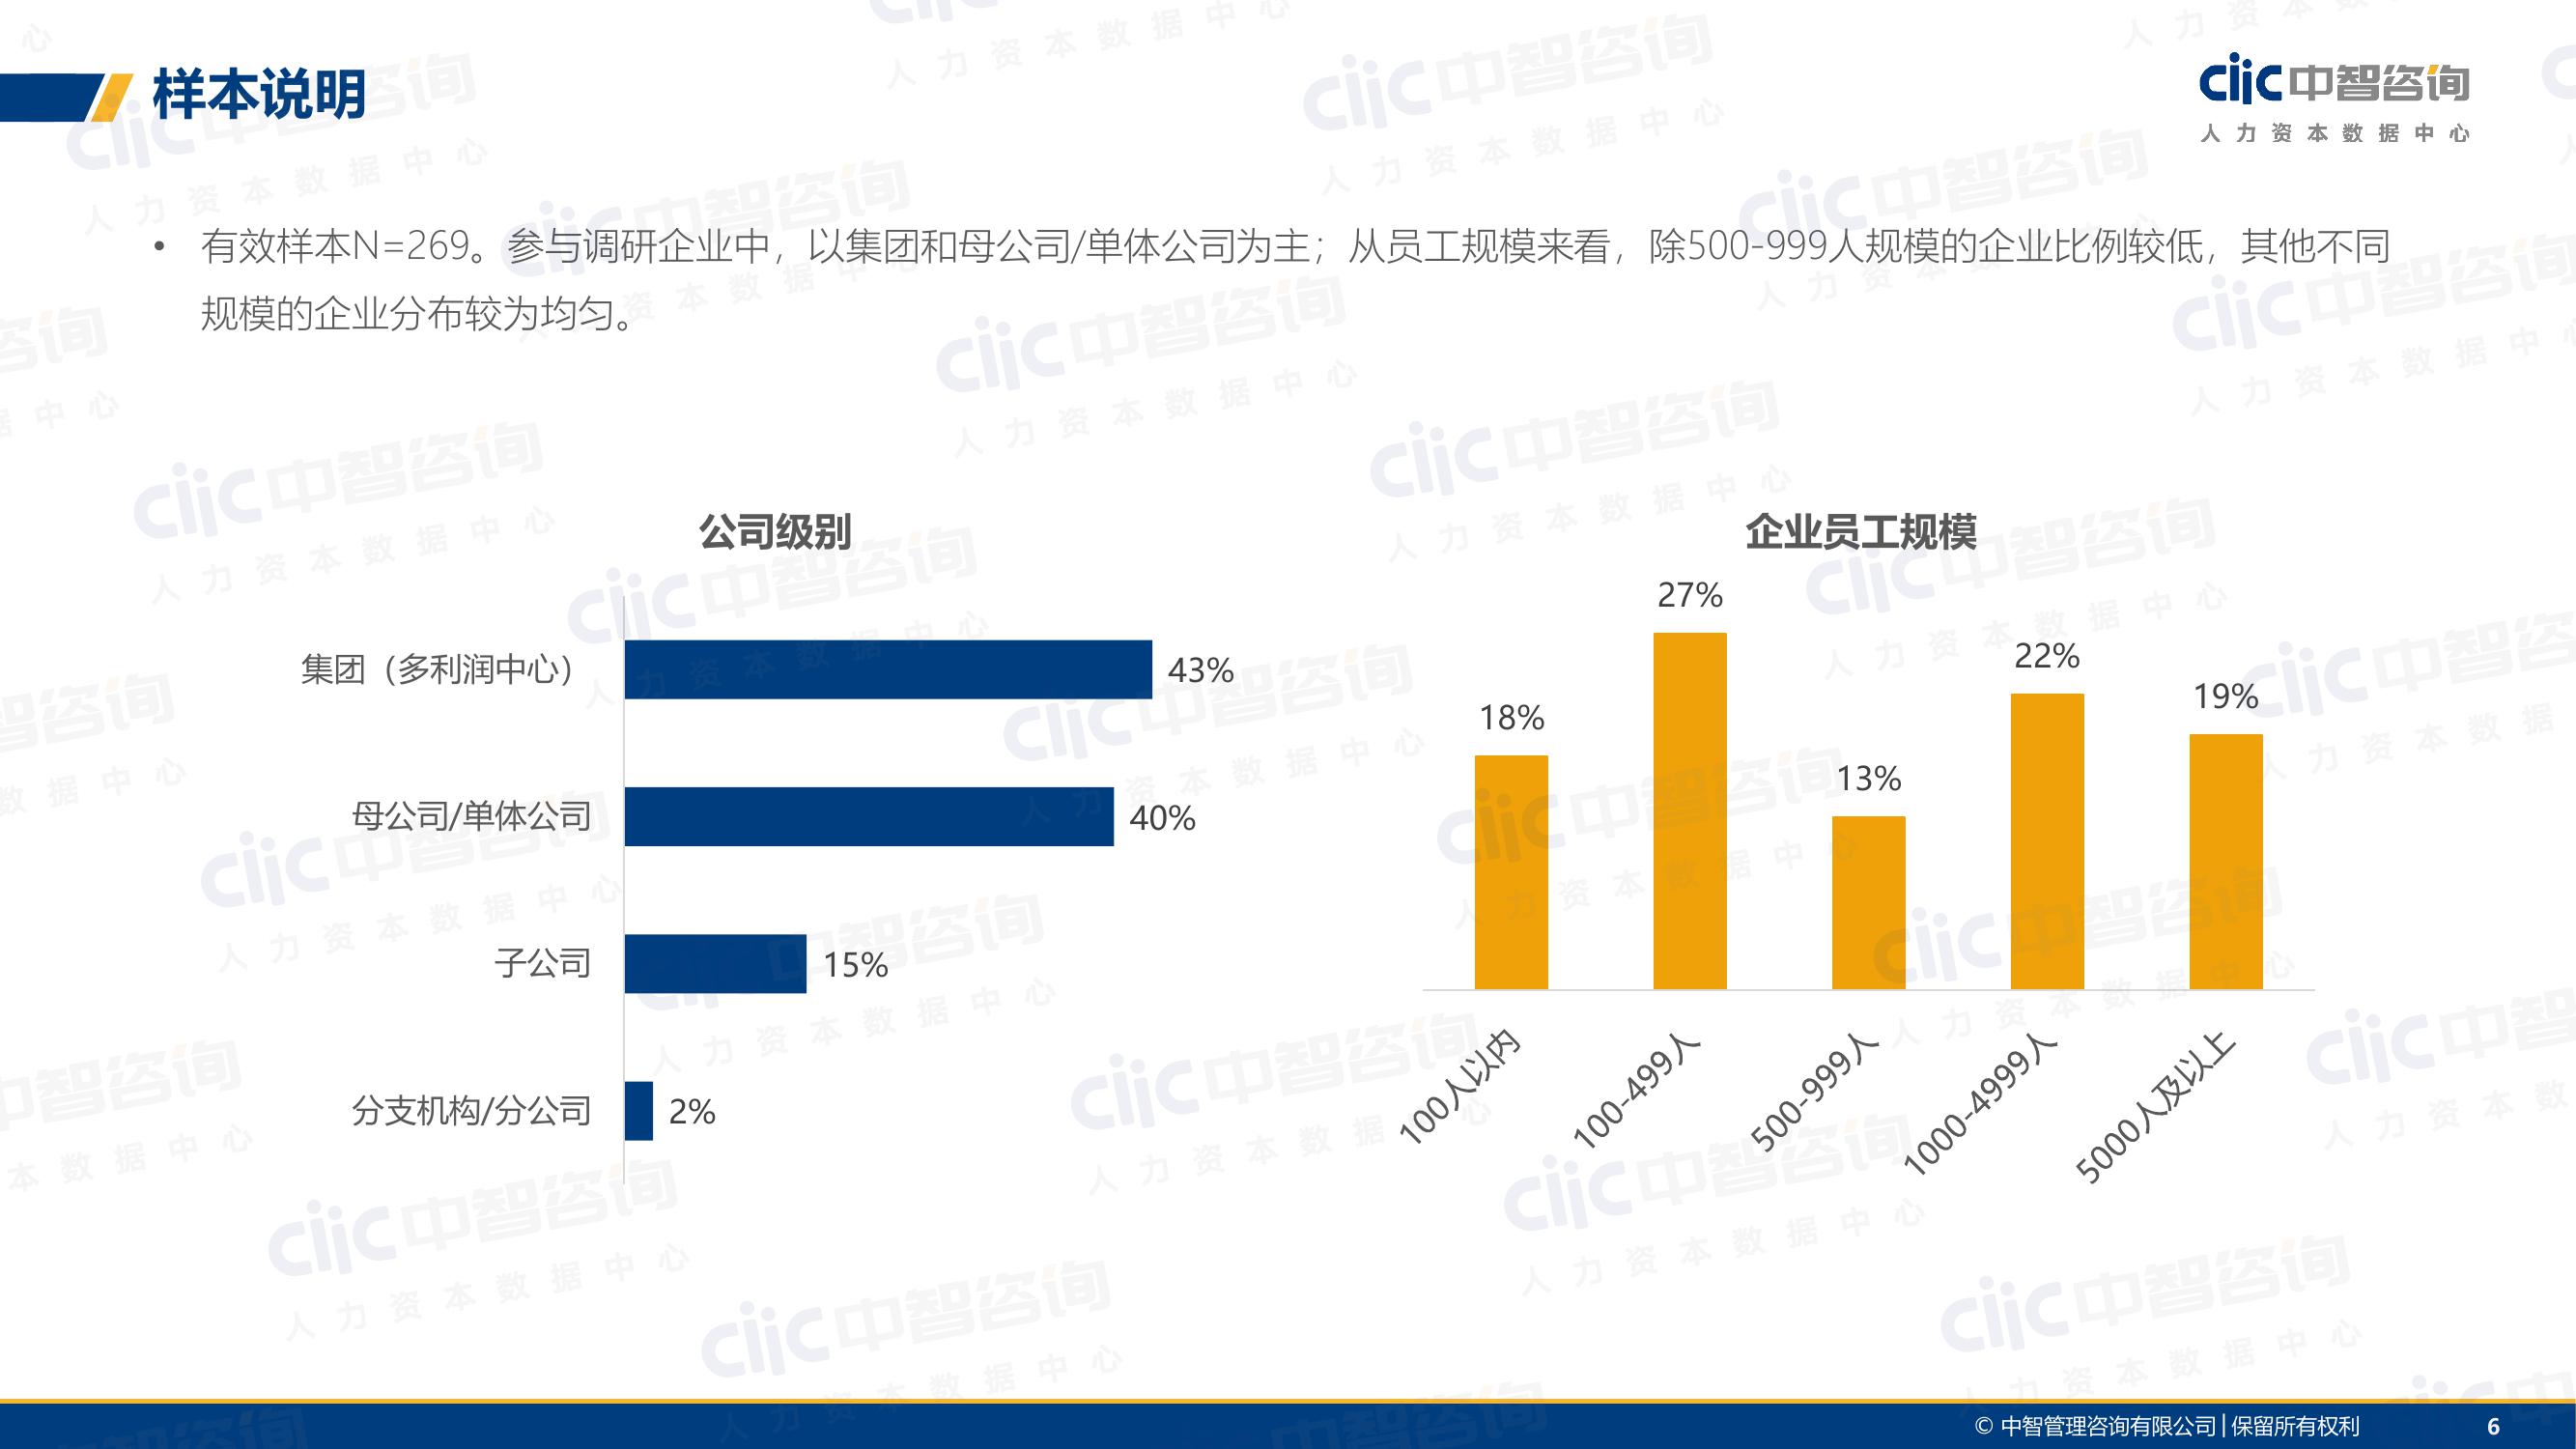 样本说明
ciic中智咨询
人力资本数据中心
• 有效样本N=269。参与调研企业中，以集团和母公司/单体公司为主；从员工规模来看，除500-999人规模的企业比例较低，其他不同
规模的企业分布较为均匀。
公司级别
集团（多利润中心）
43%
母公司/单体公司
40%
子公司
15%
分支机构/分公司
2%
企业员工规模
18%
27%
13%
22%
19%
100人以内
100-499人
500-999人
1000-4999人
5000人及以上
© 中智管理咨询有限公司│保留所有权利
6